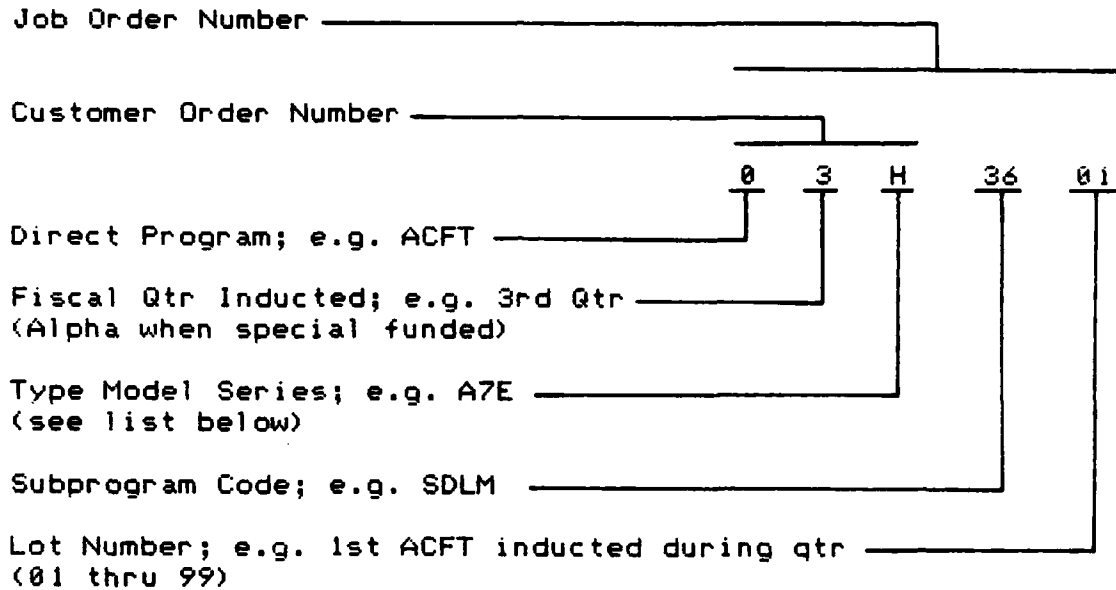 Job Order Number
Customer Order Number
0 3 H 36 01
Direct Program; e.g. ACFT
Fiscal Qtr Inducted; e.g. 3rd Qtr
(Alpha when special funded)
Type Model Series; e.g. A7E
(see list below)
Subprogram Code; e.g. SDLM
Lot Number; e.g. 1st ACFT inducted during qtr
(01 thru 99)